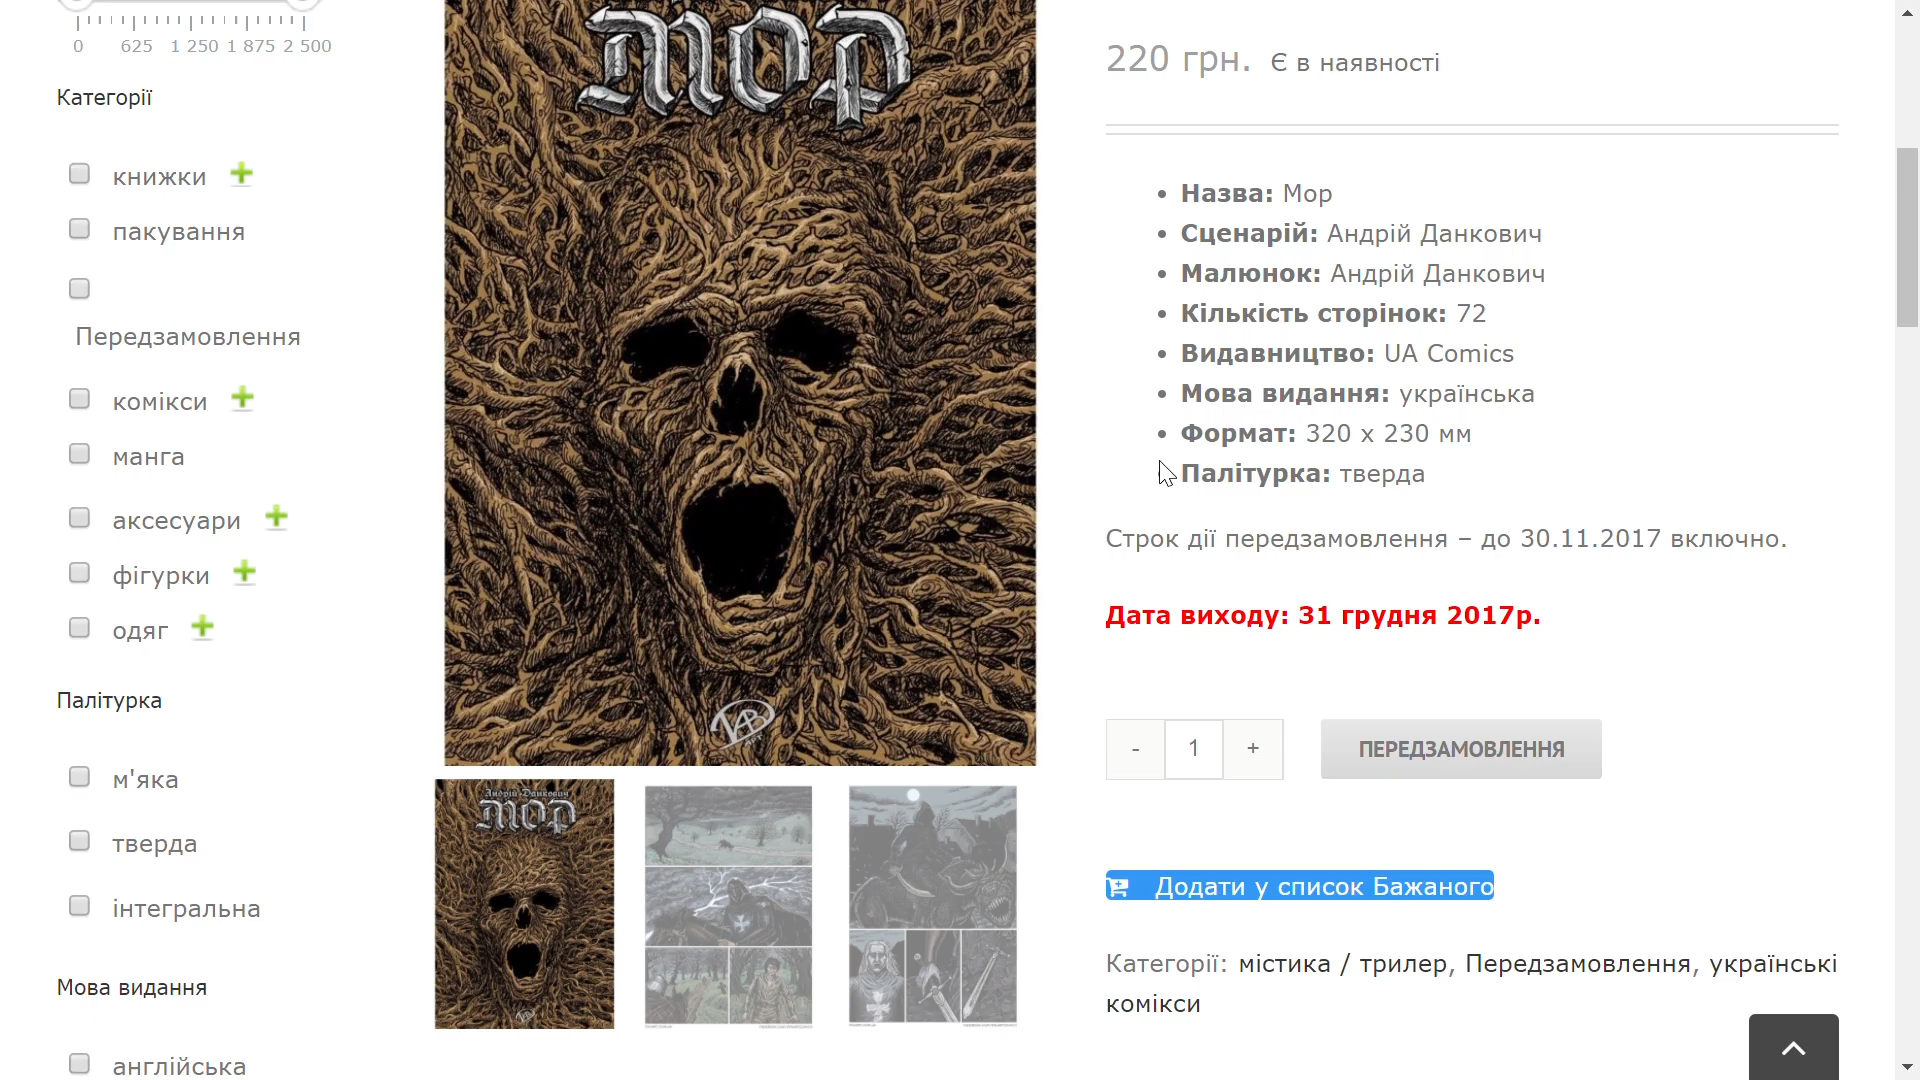 0 625 1 250 1 875 2 500
Категорії
книжки
пакування
Передзамовлення
комікси
манга
аксесуари
фігурки
одяг
Палітурка
м'яка
тверда
інтегральна
Мова видання
англійська
мор
Андрій Данкович
мор
220 грн. Є в наявності
Назва: Мор
Сценарій: Андрій Данкович
Малюнок: Андрій Данкович
Кількість сторінок: 72
Видавництво: UA Comics
Мова видання: українська
Формат: 320 х 230 мм
Палітурка: тверда
Строк дії передзамовлення – до 30.11.2017 включно.
Дата виходу: 31 грудня 2017р.
- 1 +
ПЕРЕДЗАМОВЛЕННЯ
Додати у список Бажаного
Категорії: містика / трилер, Передзамовлення, українські
комікси